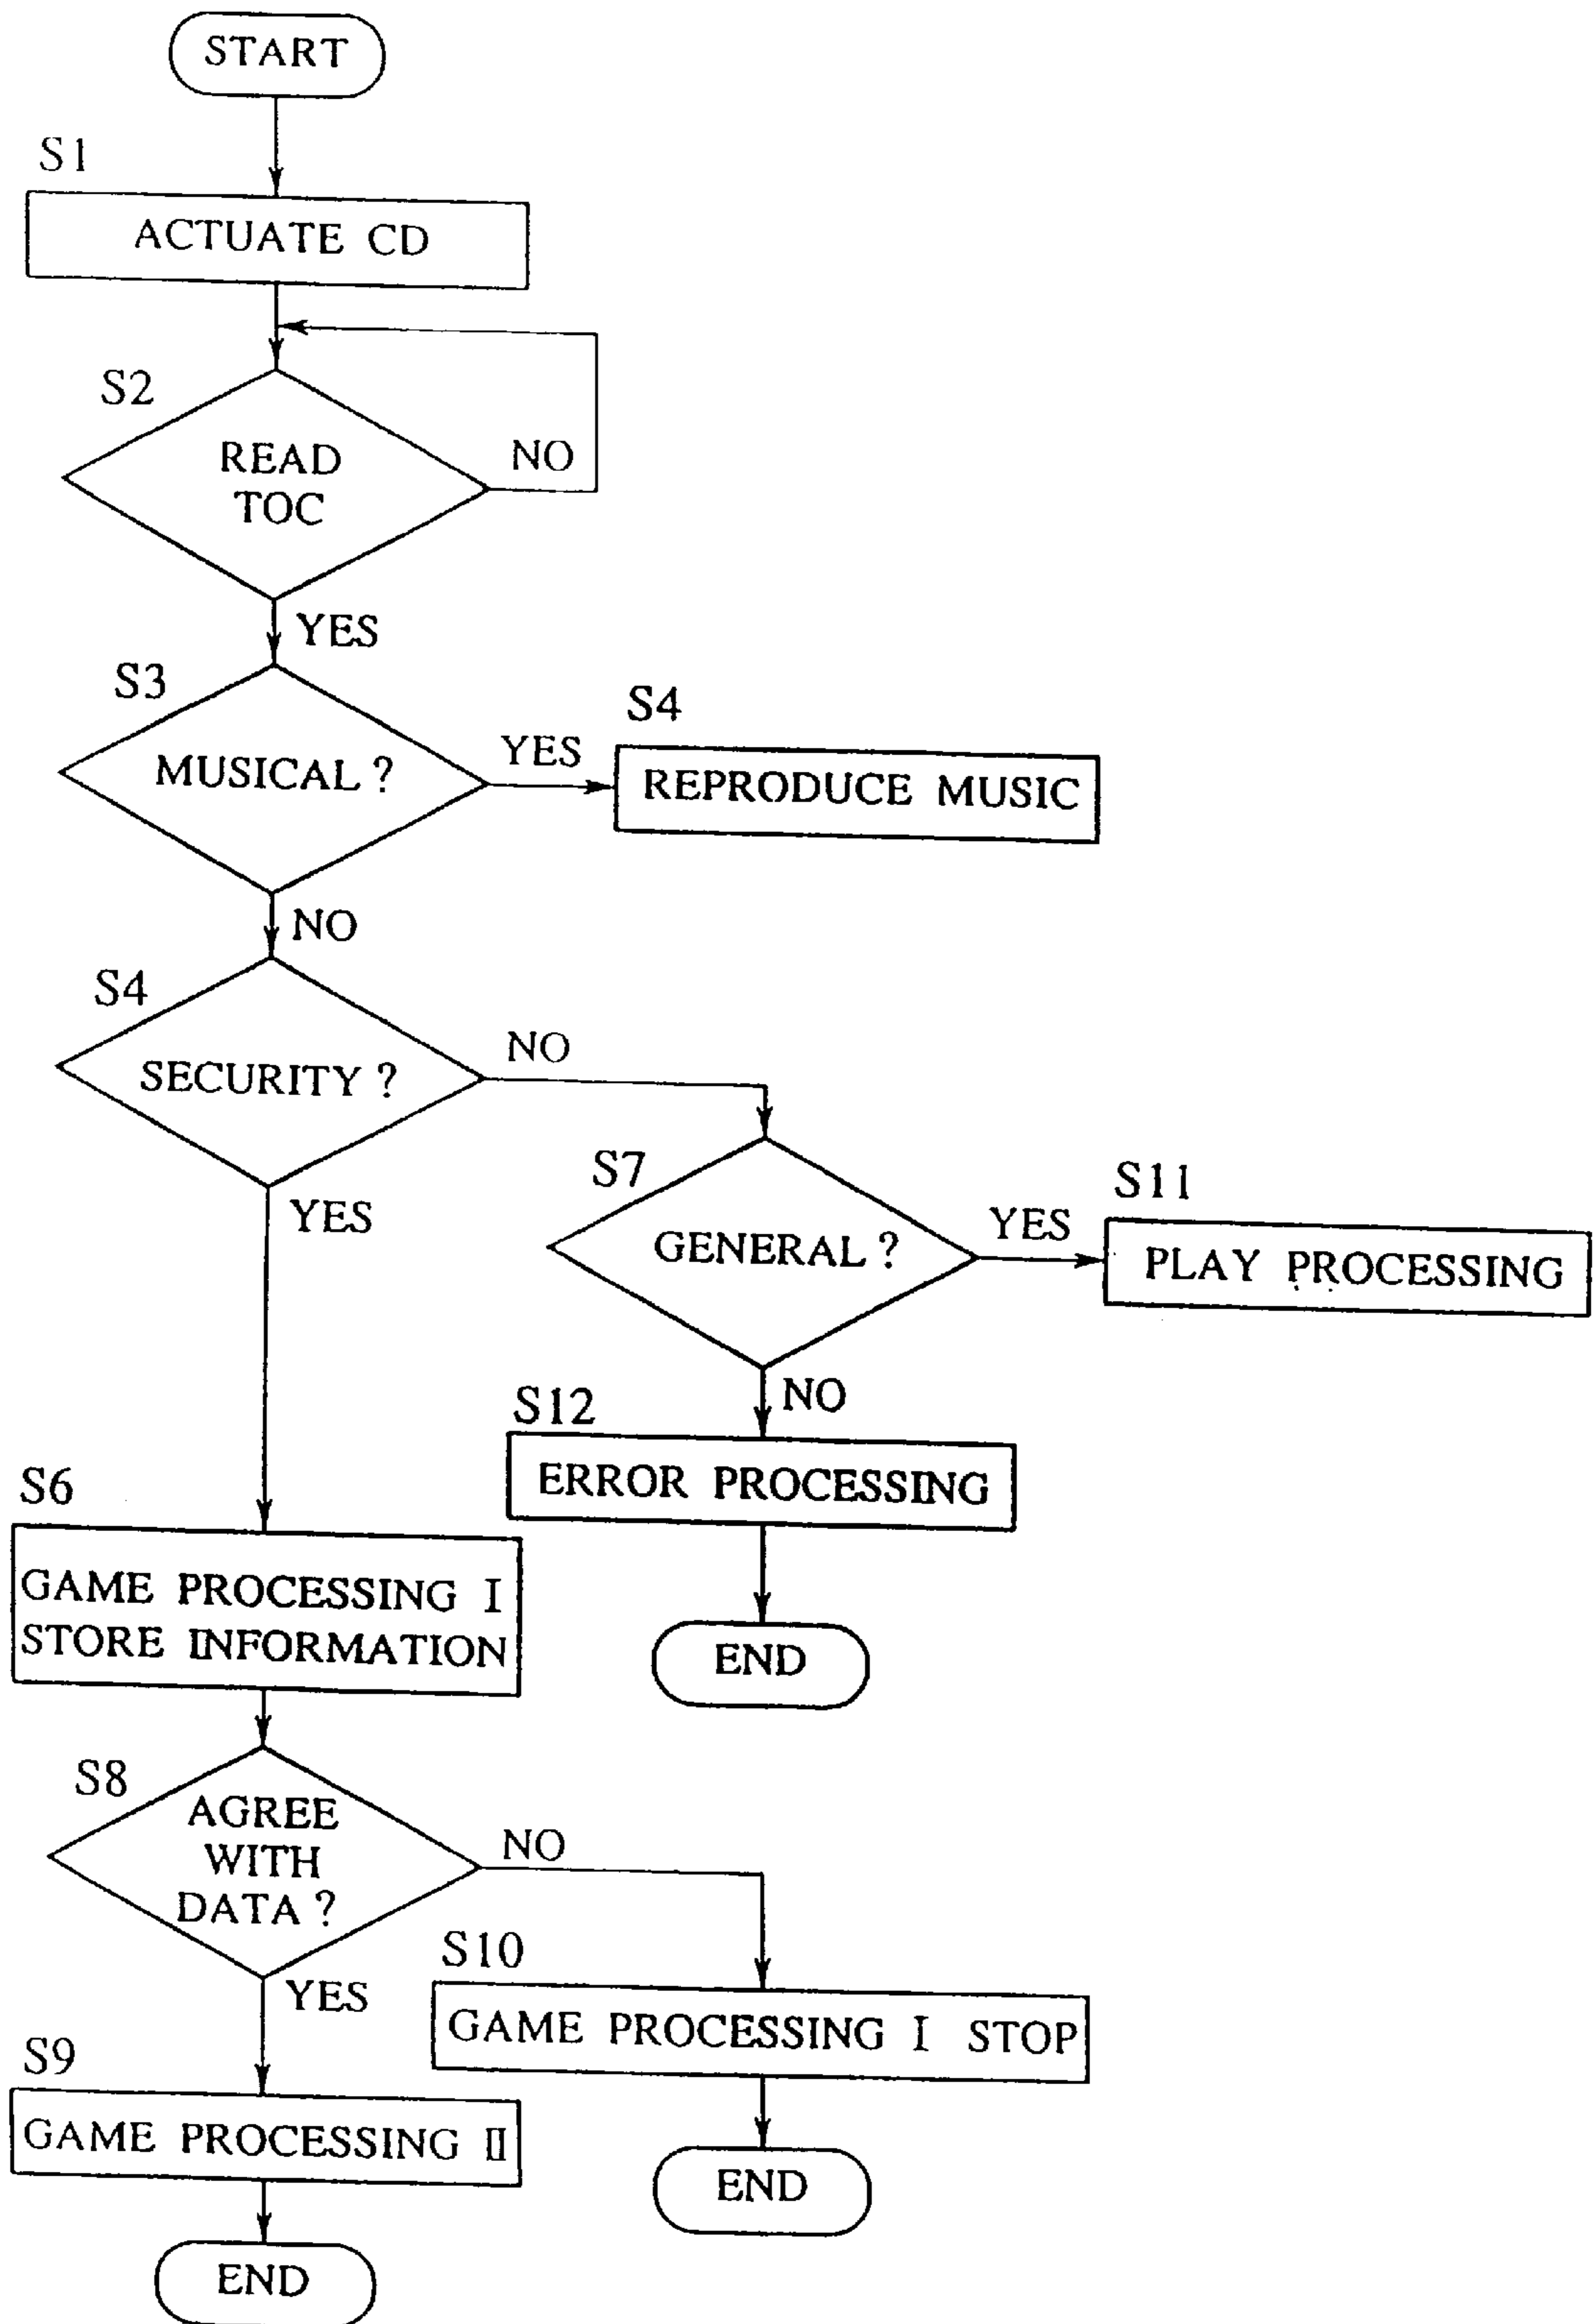 START
S1
ACTUATE CD
S2
READ
TOC
NO
YES
S3
MUSICAL ?
YES
S4
REPRODUCE MUSIC
NO
S4
SECURITY ?
NO
YES
S7
GENERAL ?
YES
S11
PLAY PROCESSING
NO
S12
ERROR PROCESSING
END
S6
GAME PROCESSING I
STORE INFORMATION
S8
AGREE
WITH
DATA ?
NO
YES
S10
GAME PROCESSING I STOP
END
S9
GAME PROCESSING II
END